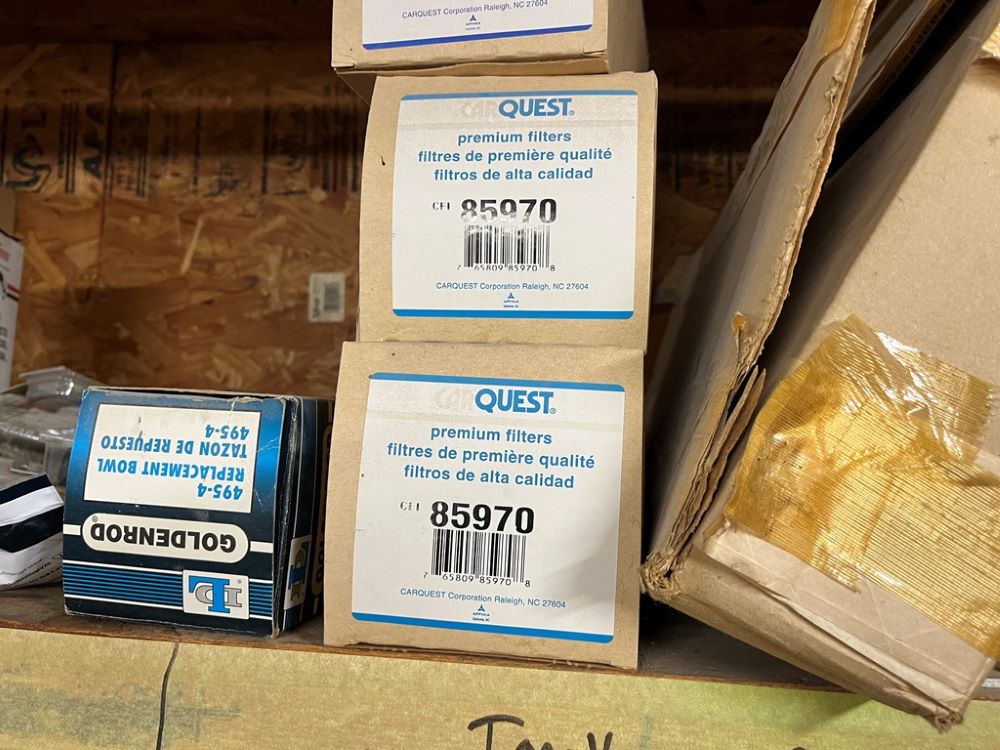 CARQUEST Corporation Raleigh, NC 27604
CARQUEST
premium filters
filtres de première qualité
filtros de alta calidad
CFI 85970
7 65809 85970 8
CARQUEST Corporation Raleigh, NC 27604
AFFINIA
CARQUEST
premium filters
filtres de première qualité
filtros de alta calidad
CFI 85970
7 65809 85970 8
CARQUEST Corporation Raleigh, NC 27604
AFFINIA
GOLDENROD®
495-4
REPLACEMENT BOWL
TAZON DE REPUESTO
495-4